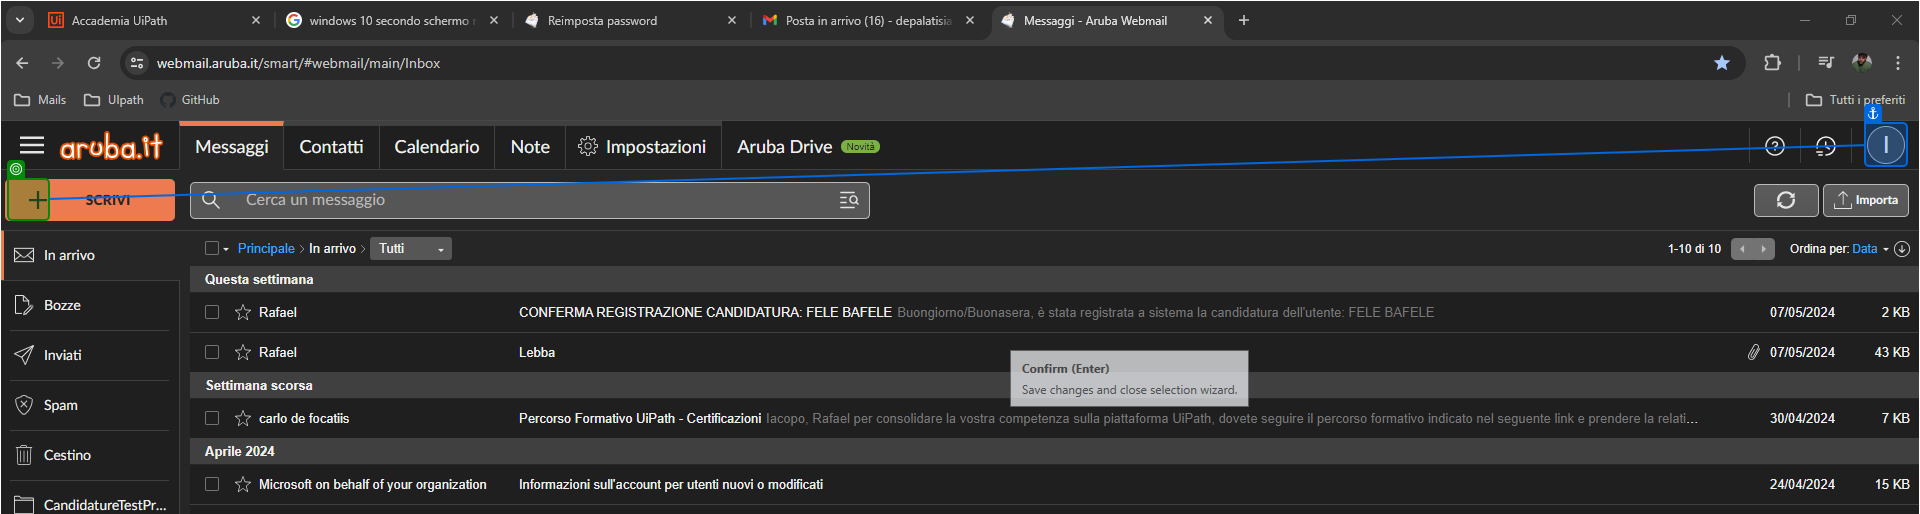 Accademia UiPath
windows 10 secondo schermo
Reimposta password
Posta in arrivo (16) - depalatisia
Messaggi - Aruba Webmail
webmail.aruba.it/smart/#webmail/main/Inbox
Mails
UIpath
GitHub
Tutti i preferiti
aruba.it
Messaggi
Contatti
Calendario
Note
Impostazioni
Aruba Drive Novità
I
SCRIVI
Cerca un messaggio
Importa
In arrivo
Bozze
Inviati
Spam
Cestino
CandidatureTestPr...
Principale > In arrivo > Tutti
1-10 di 10
Ordina per: Data
Questa settimana
Rafael CONFERMA REGISTRAZIONE CANDIDATURA: FELE BAFELE Buongiorno/Buonasera, è stata registrata a sistema la candidatura dell'utente: FELE BAFELE 07/05/2024 2 KB
Rafael Lebba 07/05/2024 43 KB
Confirm (Enter)
Save changes and close selection wizard.
Settimana scorsa
carlo de focatiis Percorso Formativo UiPath - Certificazioni Iacopo, Rafael per consolidare la vostra competenza sulla piattaforma UiPath, dovete seguire il percorso formativo indicato nel seguente link e prendere la relati... 30/04/2024 7 KB
Aprile 2024
Microsoft on behalf of your organization Informazioni sull'account per utenti nuovi o modificati 24/04/2024 15 KB